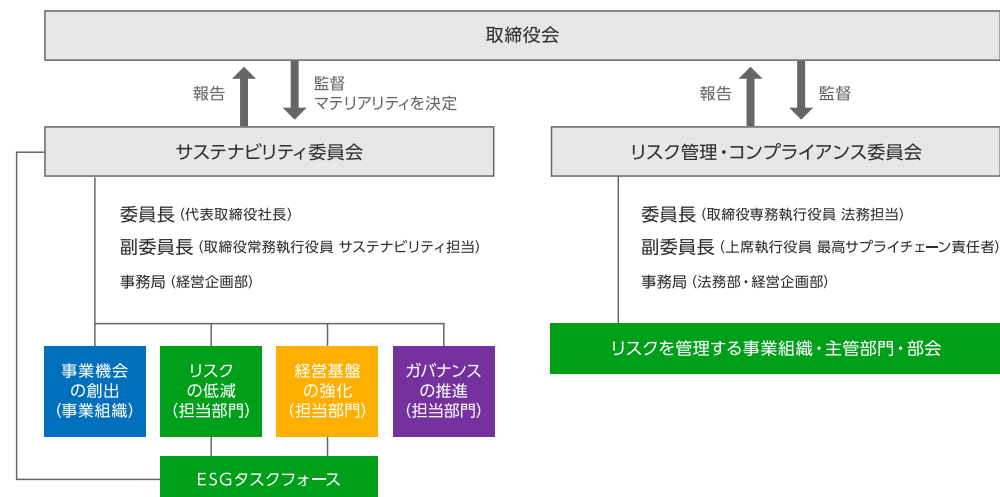 取締役会
報告
監督
マテリアリティを決定
報告
監督
サステナビリティ委員会
委員長（代表取締役社長）
副委員長（取締役常務執行役員 サステナビリティ担当）
事務局（経営企画部）
事業機会
の創出
（事業組織）
リスク
の低減
（担当部門）
経営基盤
の強化
（担当部門）
ガバナンス
の推進
（担当部門）
ESGタスクフォース
リスク管理・コンプライアンス委員会
委員長（取締役専務執行役員 法務担当）
副委員長（上席執行役員 最高サプライチェーン責任者）
事務局（法務部・経営企画部）
リスクを管理する事業組織・主管部門・部会